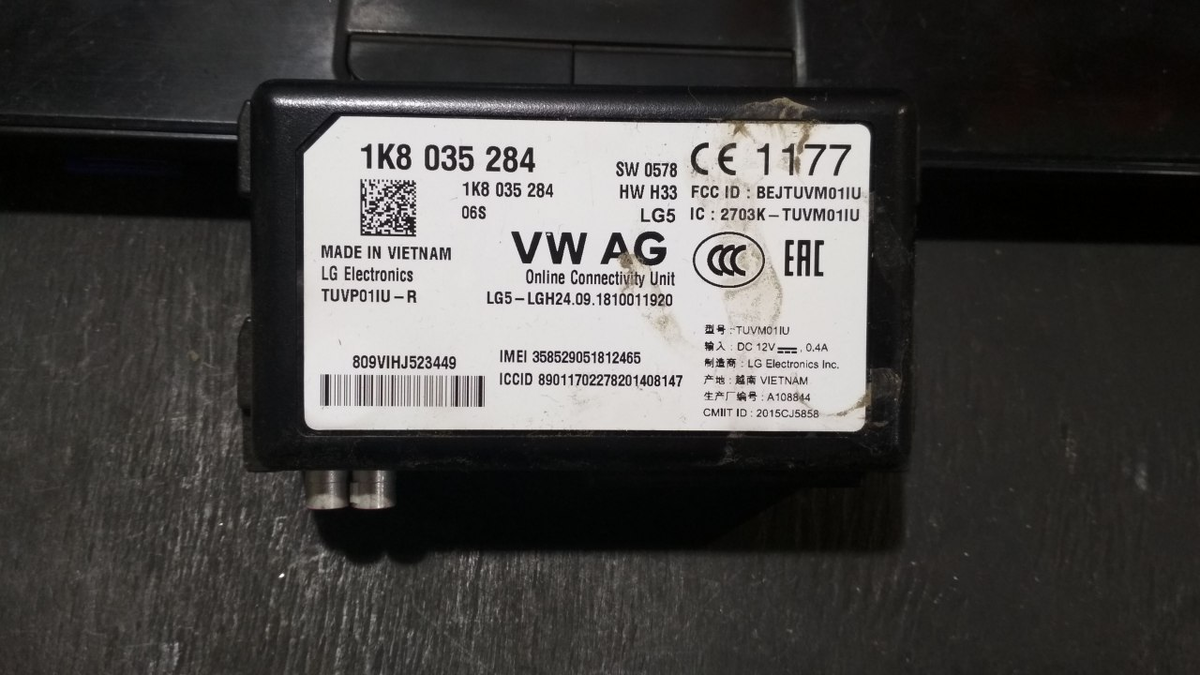 1K8 035 284
1K8 035 284
06S
SW 0578
HW H33
LG5
CE 1177
FCC ID : BEJTUVM01IU
IC : 2703K-TUVM01IU
MADE IN VIETNAM
LG Electronics
TUVP01IU-R
VW AG
Online Connectivity Unit
LG5-LGH24.09.1810011920
CCC
EAC
809VIHJ523449
IMEI 358529051812465
ICCID 89011702278201408147
型号: TUVM01IU
输入: DC 12V, 0.4A
制造商: LG Electronics Inc.
产地: 越南 VIETNAM
生产厂编号: A108844
CMIIT ID : 2015CJ5858